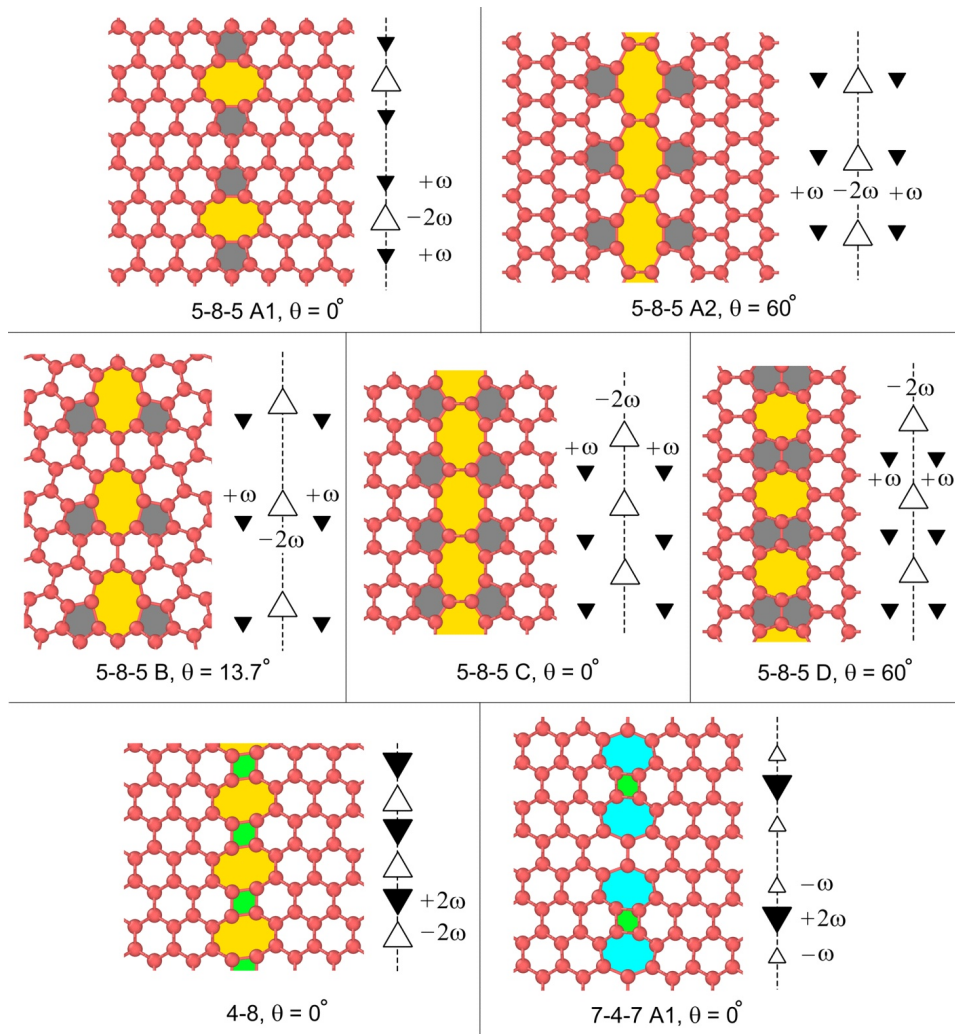 +ω
−2ω
+ω
5-8-5 A1, θ = 0°
+ω −2ω +ω
5-8-5 A2, θ = 60°
+ω +ω
−2ω
5-8-5 B, θ = 13.7°
−2ω
+ω +ω
5-8-5 C, θ = 0°
−2ω
+ω +ω
5-8-5 D, θ = 60°
+2ω
−2ω
4-8, θ = 0°
−ω
+2ω
−ω
7-4-7 A1, θ = 0°